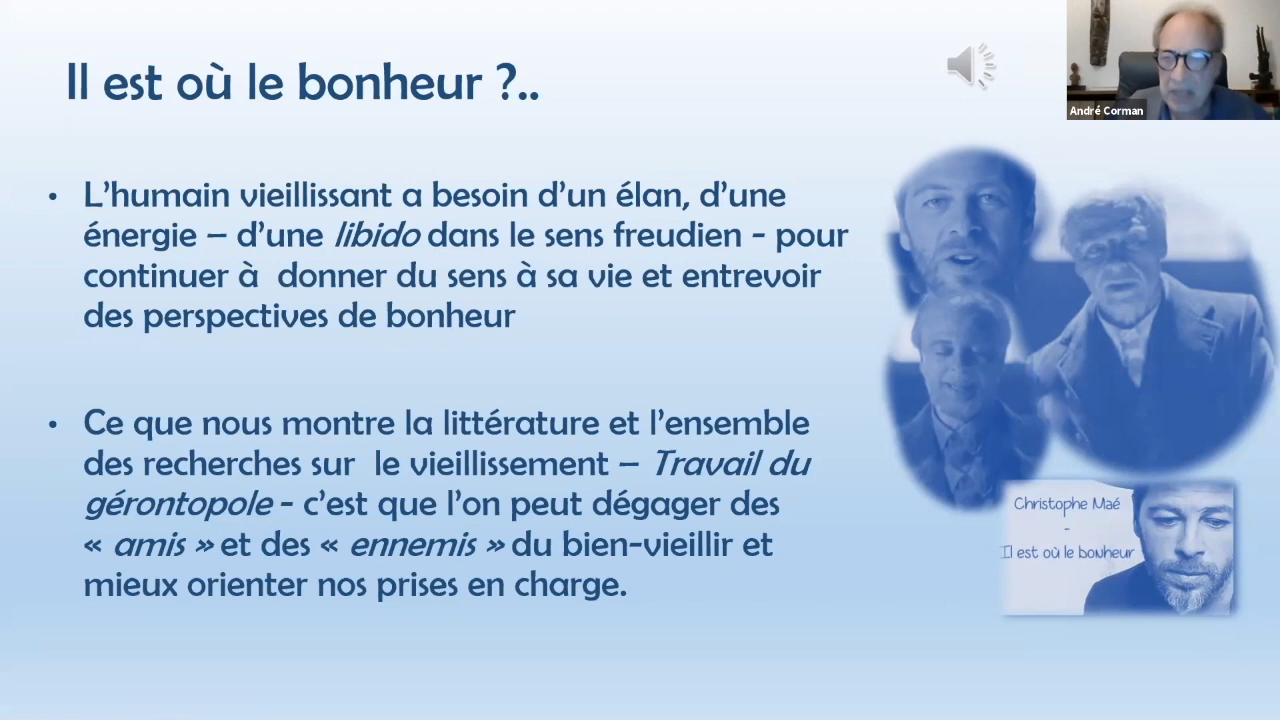 Il est où le bonheur ?..
André Corman
• L’humain vieillissant a besoin d’un élan, d’une
énergie – d’une libido dans le sens freudien - pour
continuer à  donner du sens à sa vie et entrevoir
des perspectives de bonheur
• Ce que nous montre la littérature et l’ensemble
des recherches sur  le vieillissement – Travail du
gérontopole - c’est que l’on peut dégager des
« amis » et des « ennemis » du bien-vieillir et
mieux orienter nos prises en charge.
Christophe Maé
-
Il est où le bonheur